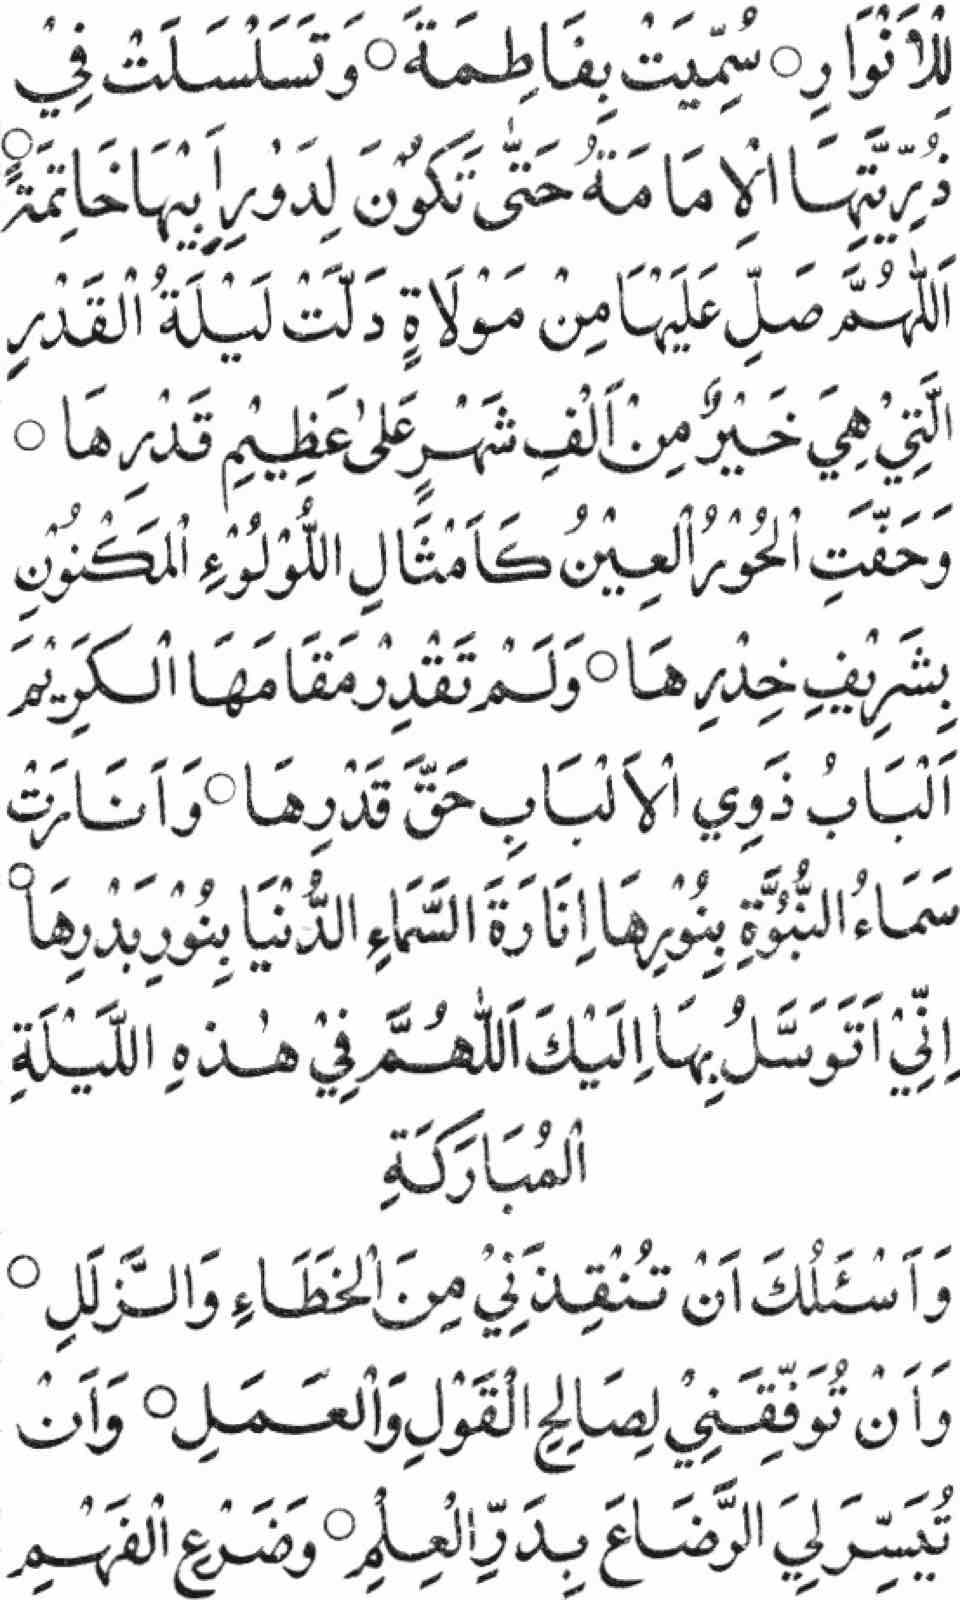 لِلْاَنْوَارِ ○ سُمِّيَتْ بِفَاطِمَةَ ○ وَتَسَلْسَلَتْ فِيْ
ذُرِّيَّتِهَا الْاِمَامَةُ حَتّٰى تَكُوْنَ لِدَوْرِ اَبِيْهَا خَاتِمَةً ○
اَللّٰهُمَّ صَلِّ عَلَيْهَا مِنْ مَوْلَاةٍ دَلَّتْ لَيْلَةُ الْقَدْرِ
الَّتِيْ هِيَ خَيْرٌ مِنْ اَلْفِ شَهْرٍ عَلٰى عَظِيْمِ قَدْرِهَا ○
وَحَفَّتِ الْحُوْرُ الْعِيْنُ كَاَمْثَالِ اللُّوْلُوْءِ الْمَكْنُوْنِ
بِشَرِيْفِ خِدْرِهَا ○ وَلَمْ تَقْدِرْ مَقَامَهَا الْكَرِيْمَ
اَلْبَابُ ذَوِي الْاَلْبَابِ حَقَّ قَدْرِهَا ○ وَاَنَارَتْ
سَمَاءُ النُّبُوَّةِ بِنُوْرِهَا اِنَارَةَ السَّمَاءِ الدُّنْيَا بِنُوْرِ بَدْرِهَا ○
اِنِّيْ اَتَوَسَّلُ بِهَا اِلَيْكَ اَللّٰهُمَّ فِيْ هٰذِهِ اللَّيْلَةِ
الْمُبَارَكَةِ
وَاَسْئَلُكَ اَنْ تُنْقِذَنِيْ مِنَ الْخَطَاءِ وَالزَّلَلِ ○
وَاَنْ تُوَفِّقَنِيْ لِصَالِحِ الْقَوْلِ وَالْعَمَلِ ○ وَاَنْ
تُيَسِّرَ لِيَ الرَّضَاعَ بِدَرِّ الْعِلْمِ ○ وَضَرْعِ الْفَهْمِ